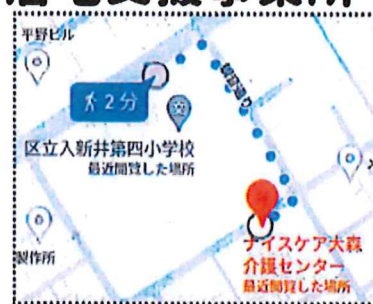 平野ビル
2分
区立入新井第四小学校
最近閲覧した場所
製作所
ナイスケア大森
介護センター
最近閲覧した場所